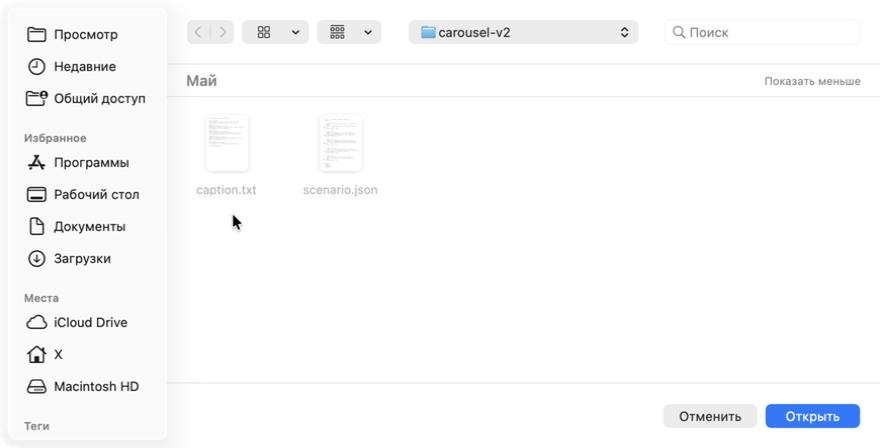 Просмотр
Недавние
Общий доступ
Избранное
Программы
Рабочий стол
Документы
Загрузки
Места
iCloud Drive
X
Macintosh HD
Теги
carousel-v2
Поиск
Май
Показать меньше
caption.txt
scenario.json
Отменить
Открыть